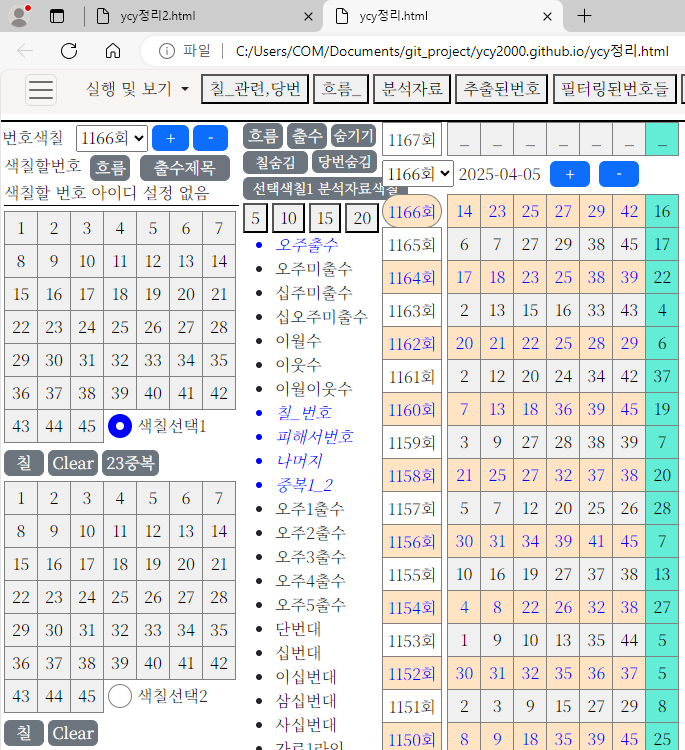 ycy정리2.html
ycy정리.html
파일 C:/Users/COM/Documents/git_project/ycy2000.github.io/ycy정리.html
실행 및 보기 칠_관련,당번 흐름_ 분석자료 추출된번호 필터링된번호들
번호색칠 1166회 + -
색칠할번호 흐름 출수제목
색칠할 번호 아이디 설정 없음
1 2 3 4 5 6 7
8 9 10 11 12 13 14
15 16 17 18 19 20 21
22 23 24 25 26 27 28
29 30 31 32 33 34 35
36 37 38 39 40 41 42
43 44 45 색칠선택1
칠 Clear 23중복
1 2 3 4 5 6 7
8 9 10 11 12 13 14
15 16 17 18 19 20 21
22 23 24 25 26 27 28
29 30 31 32 33 34 35
36 37 38 39 40 41 42
43 44 45 색칠선택2
칠 Clear
흐름 출수 숨기기
칠숨김 당번숨김
선택색칠1 분석자료색칠
5 10 15 20
오주출수
오주미출수
십주미출수
십오주미출수
이월수
이웃수
이월이웃수
칠_번호
피해서번호
나머지
중복1_2
오주1출수
오주2출수
오주3출수
오주4출수
오주5출수
단번대
십번대
이십번대
삼십번대
사십번대
가로1라인
1167회 _ _ _ _ _ _ _
1166회 2025-04-05 + -
1166회 14 23 25 27 29 42 16
1165회 6 7 27 29 38 45 17
1164회 17 18 23 25 38 39 22
1163회 2 13 15 16 33 43 4
1162회 20 21 22 25 28 29 6
1161회 2 12 20 24 34 42 37
1160회 7 13 18 36 39 45 19
1159회 3 9 27 28 38 39 7
1158회 21 25 27 32 37 38 20
1157회 5 7 12 20 25 26 28
1156회 30 31 34 39 41 45 7
1155회 10 16 19 27 37 38 13
1154회 4 8 22 26 32 38 27
1153회 1 9 10 13 35 44 5
1152회 30 31 32 35 36 37 5
1151회 2 3 9 15 27 29 8
1150회 8 9 18 35 39 45 25